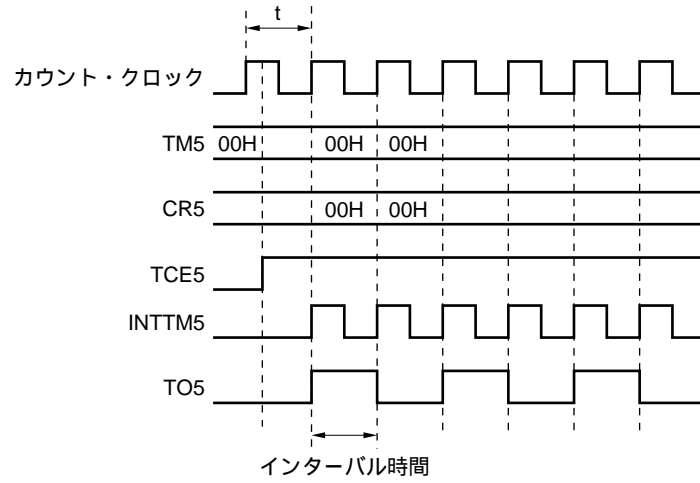 t
カウント・クロック
TM5 00H 00H 00H
CR5 00H 00H
TCE5
INTTM5
TO5
インターバル時間